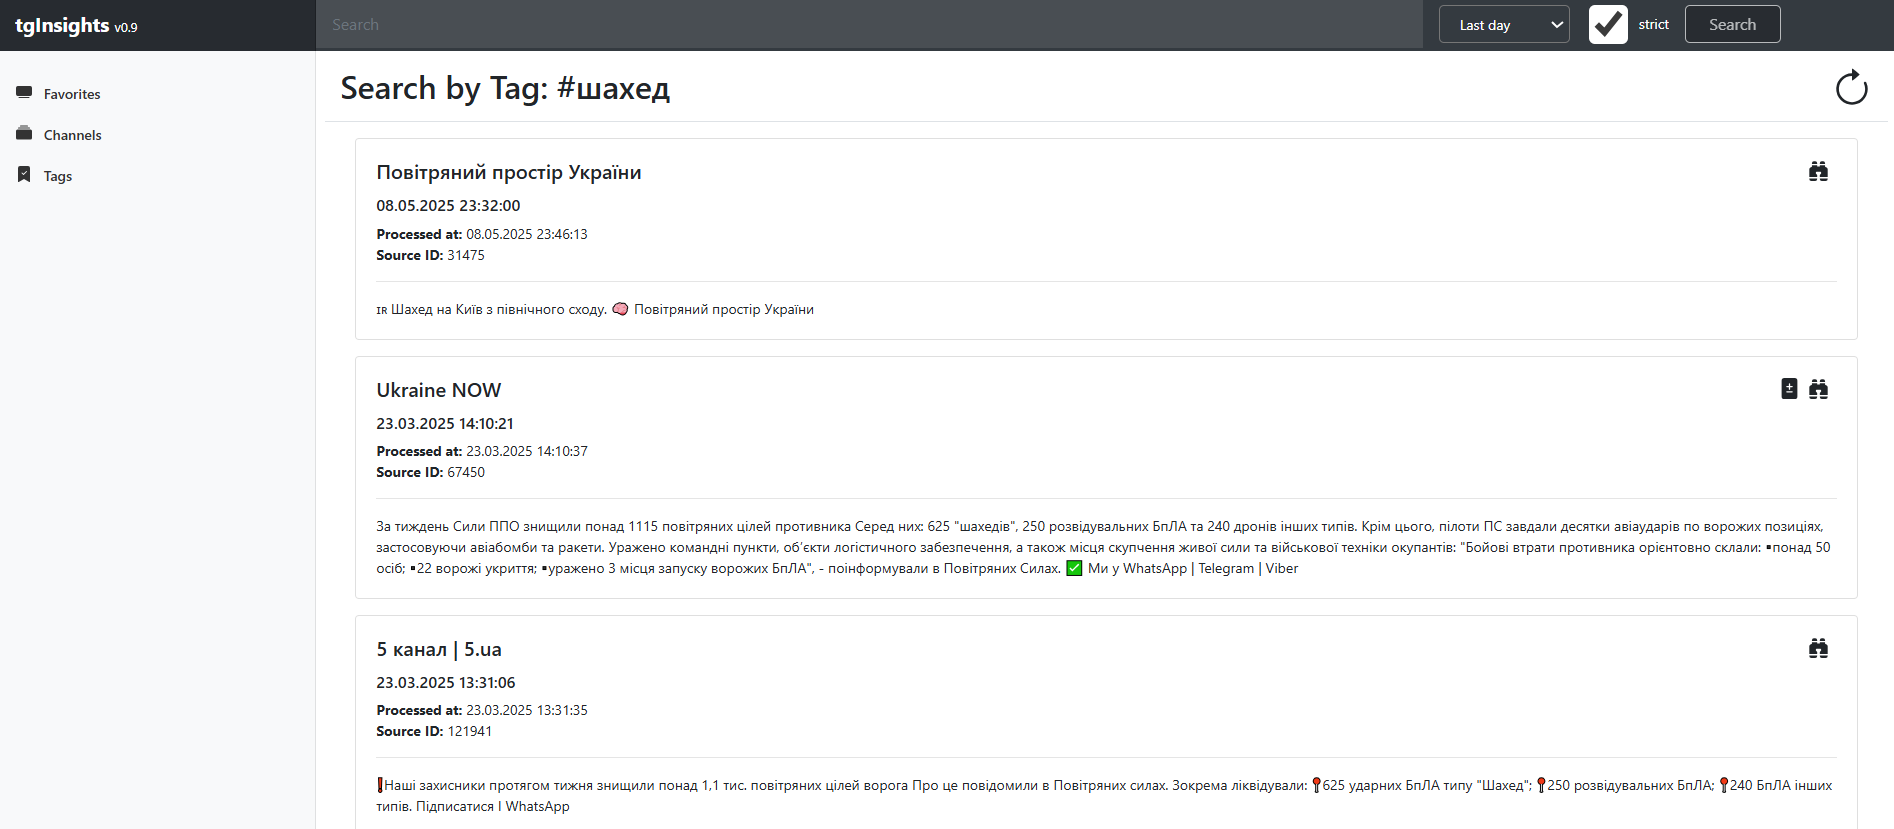 tgInsights v0.9
Search
Last day
strict
Search
Favorites
Channels
Tags
Search by Tag: #шахед
Повітряний простір України
08.05.2025 23:32:00
Processed at: 08.05.2025 23:46:13
Source ID: 31475
IR Шахед на Київ з північного сходу. Повітряний простір України
Ukraine NOW
23.03.2025 14:10:21
Processed at: 23.03.2025 14:10:37
Source ID: 67450
За тиждень Сили ППО знищили понад 1115 повітряних цілей противника Серед них: 625 "шахедів", 250 розвідувальних БпЛА та 240 дронів інших типів. Крім цього, пілоти ПС завдали десятки авіаударів по ворожих позиціях,
застосовуючи авіабомби та ракети. Уражено командні пункти, об’єкти логістичного забезпечення, а також місця скупчення живої сили та військової техніки окупантів: "Бойові втрати противника орієнтовно склали: ▪понад 50
осіб; ▪22 ворожі укриття; ▪уражено 3 місця запуску ворожих БпЛА", - поінформували в Повітряних Силах. ✅ Ми у WhatsApp | Telegram | Viber
5 канал | 5.ua
23.03.2025 13:31:06
Processed at: 23.03.2025 13:31:35
Source ID: 121941
❗Наші захисники протягом тижня знищили понад 1,1 тис. повітряних цілей ворога Про це повідомили в Повітряних силах. Зокрема ліквідували: 📍625 ударних БпЛА типу "Шахед"; 📍250 розвідувальних БпЛА; 📍240 БпЛА інших
типів. Підписатися І WhatsApp